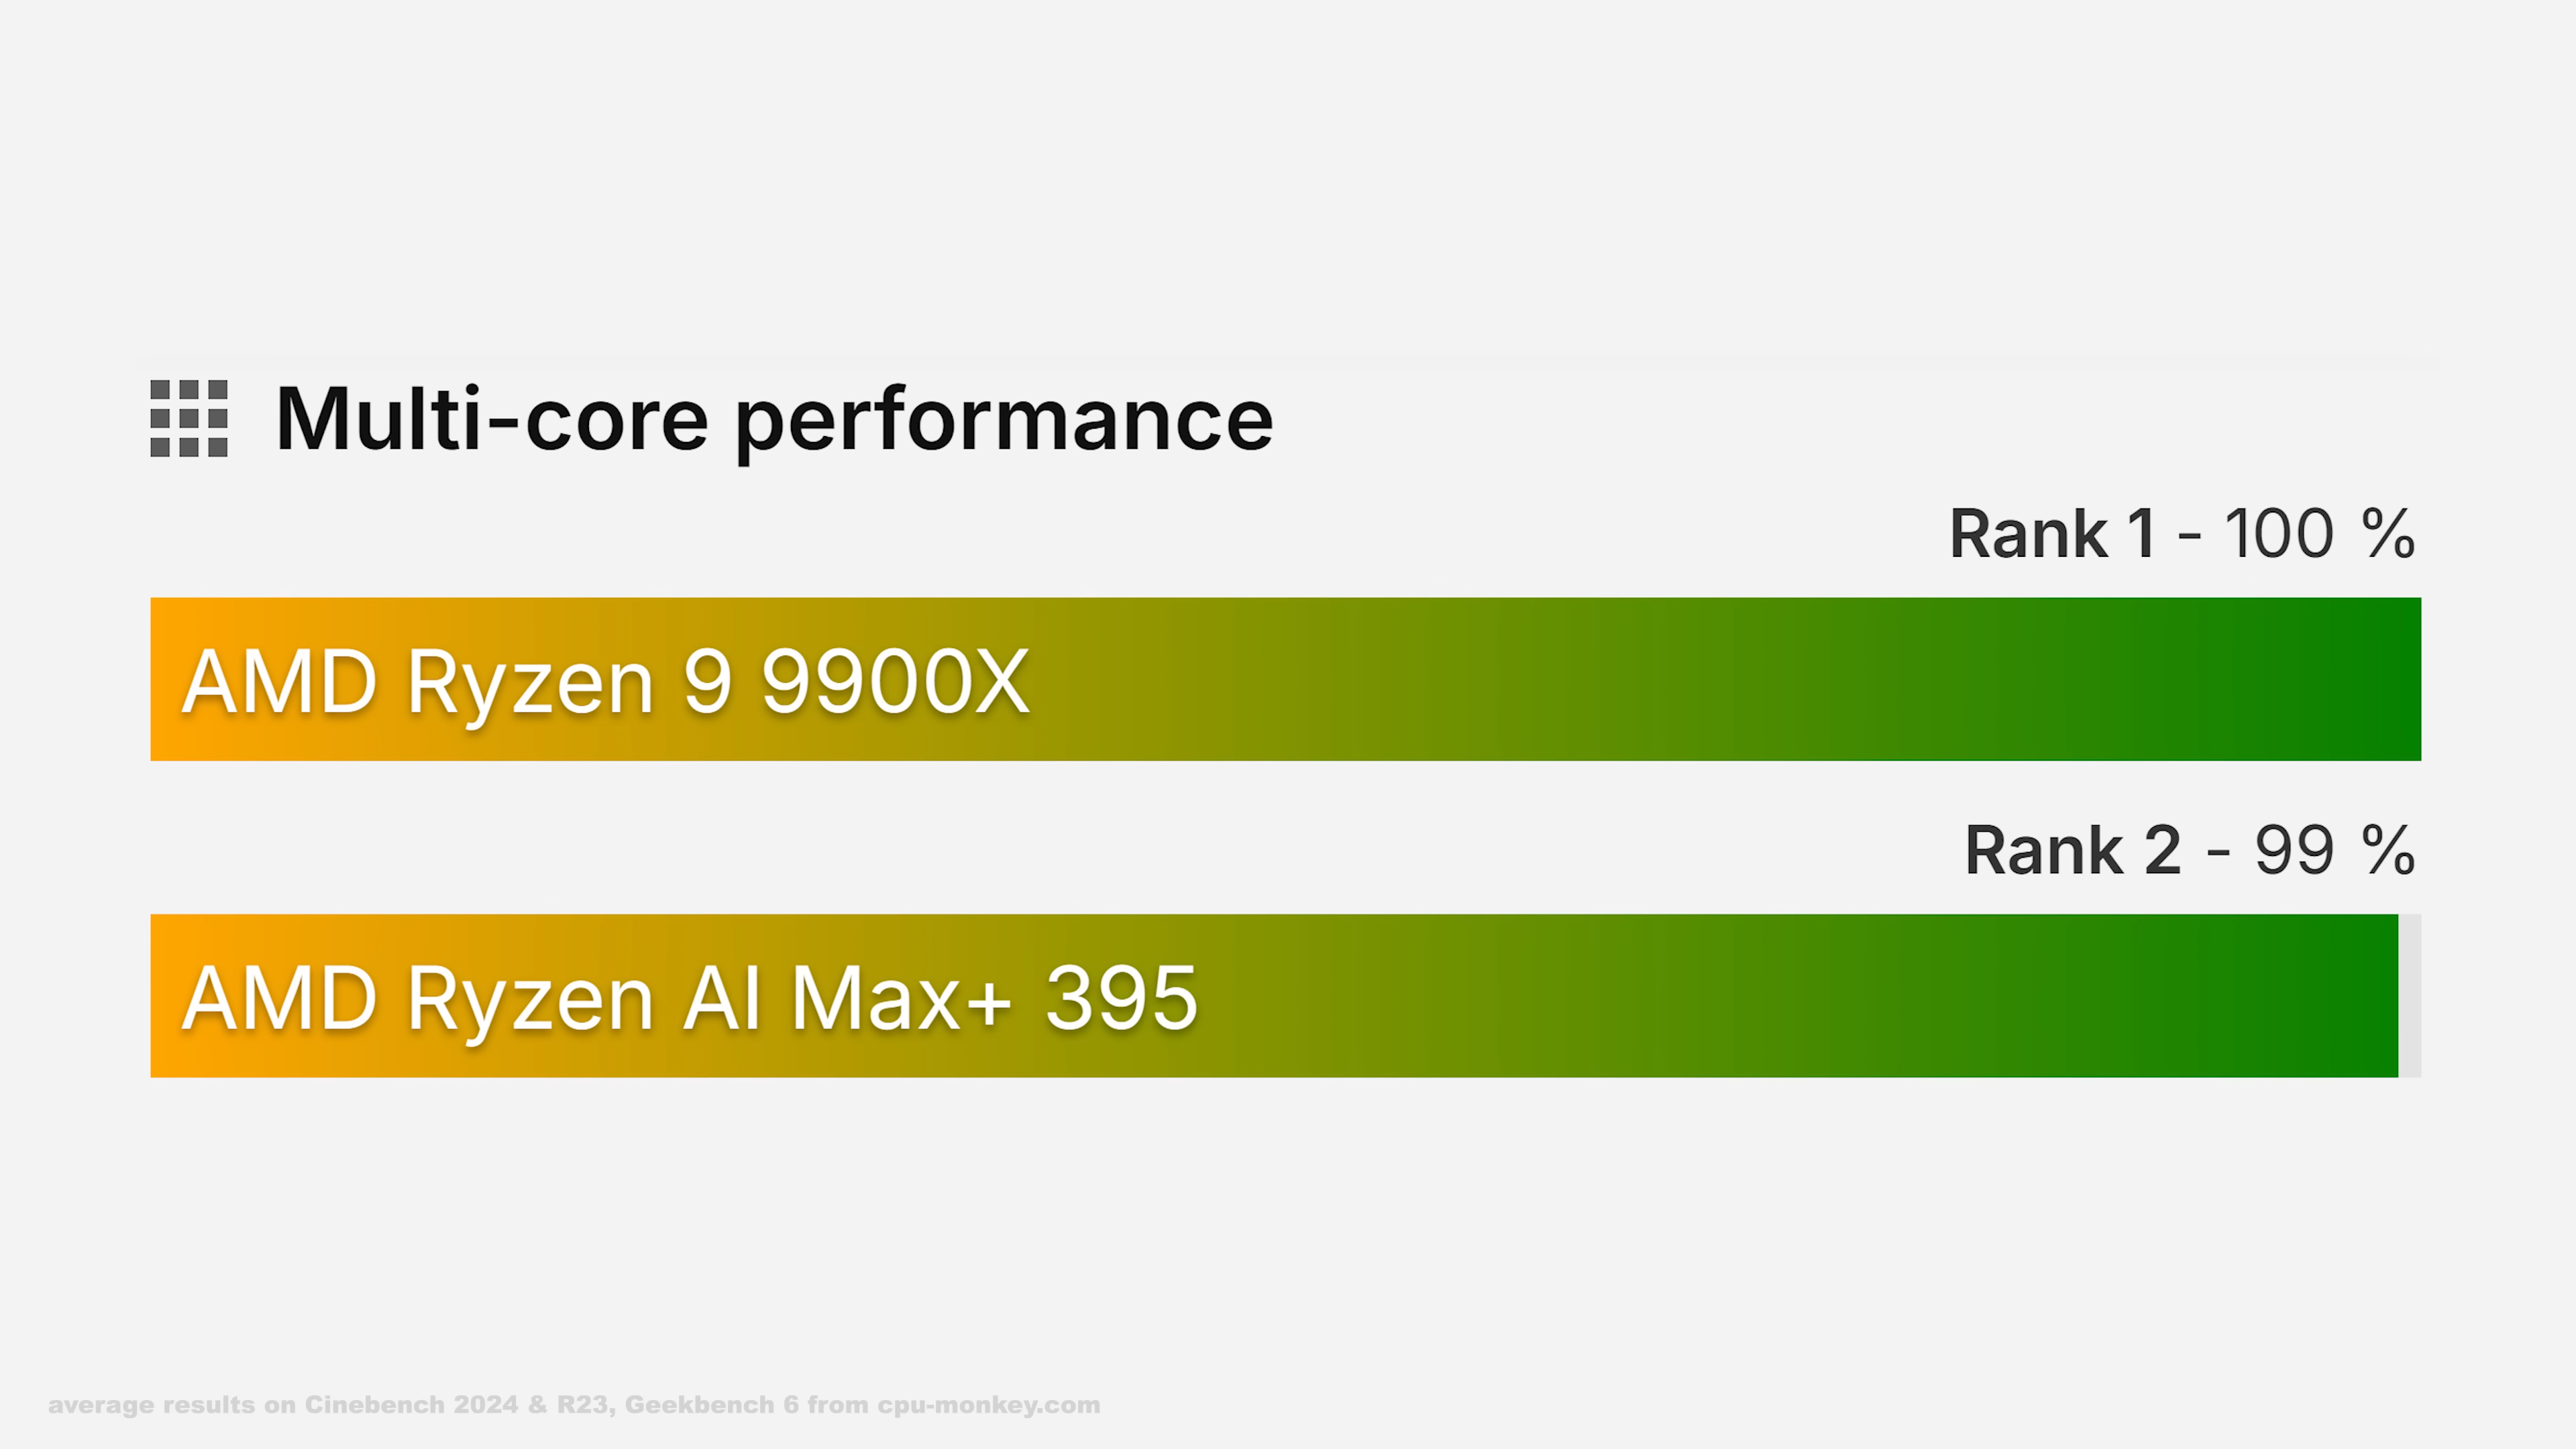 Multi-core performance
Rank 1 - 100 %
AMD Ryzen 9 9900X
Rank 2 - 99 %
AMD Ryzen AI Max+ 395
average results on Cinebench 2024 & R23, Geekbench 6 from cpu-monkey.com